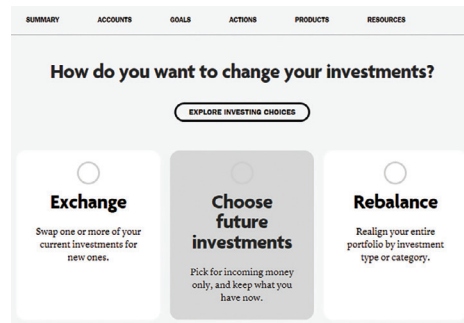 SUMMARY ACCOUNTS GOALS ACTIONS PRODUCTS RESOURCES
How do you want to change your investments?
EXPLORE INVESTING CHOICES
Exchange
Swap one or more of your
current investments for
new ones.
Choose
future
investments
Pick for incoming money
only, and keep what you
have now.
Rebalance
Realign your entire
portfolio by investment
type or category.